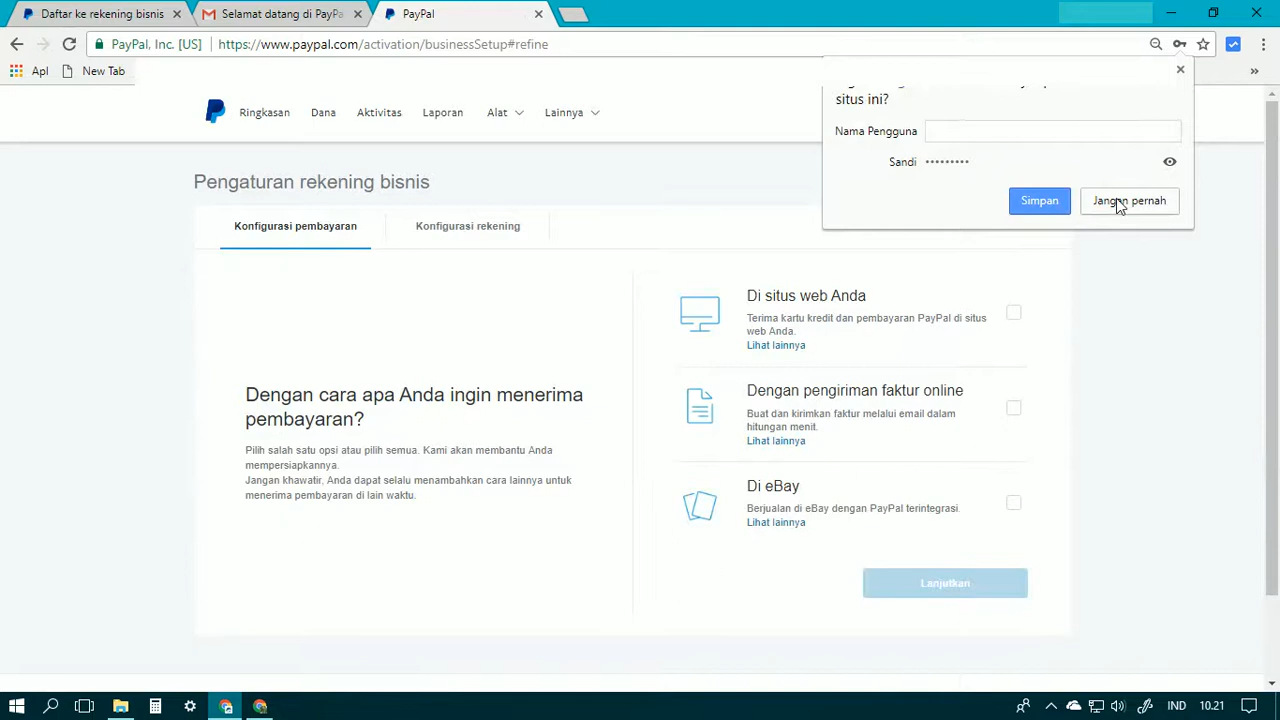 Daftar ke rekening bisnis
Selamat datang di PayPa
PayPal
PayPal, Inc. [US]
https://www.paypal.com/activation/businessSetup#refine
Apl
New Tab
»
situs ini?
Nama Pengguna
Sandi •••••••••
Simpan
Jangan pernah
Ringkasan
Dana
Aktivitas
Laporan
Alat
Lainnya
Pengaturan rekening bisnis
Konfigurasi pembayaran
Konfigurasi rekening
Dengan cara apa Anda ingin menerima
pembayaran?
Pilih salah satu opsi atau pilih semua. Kami akan membantu Anda
mempersiapkannya.
Jangan khawatir, Anda dapat selalu menambahkan cara lainnya untuk
menerima pembayaran di lain waktu.
Di situs web Anda
Terima kartu kredit dan pembayaran PayPal di situs
web Anda.
Lihat lainnya
Dengan pengiriman faktur online
Buat dan kirimkan faktur melalui email dalam
hitungan menit.
Lihat lainnya
Di eBay
Berjualan di eBay dengan PayPal terintegrasi.
Lihat lainnya
Lanjutkan
IND
10.21